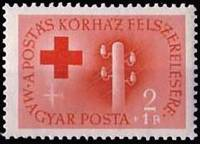 A POSTÁS KÓRHÁZ FELSZERELÉSÉRE
MAGYAR POSTA
2
+1 Ft